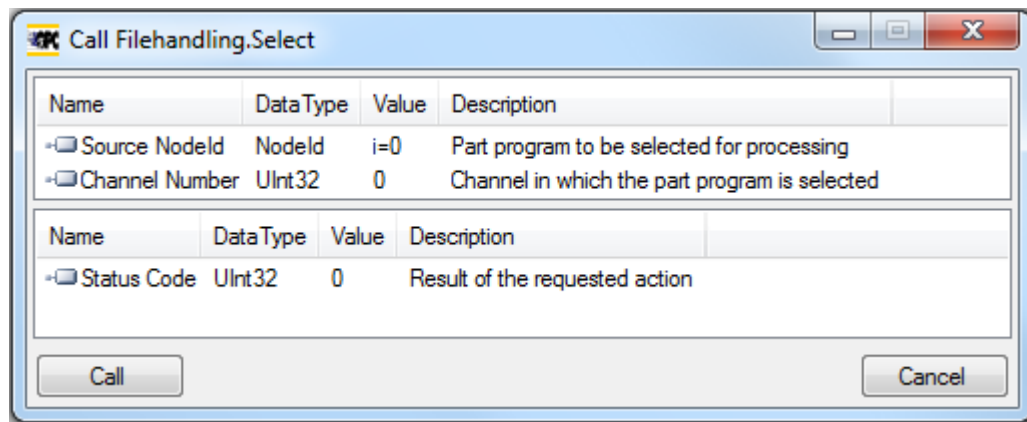 OPC Call Filehandling.Select
Name DataType Value Description
Source NodeId NodeId i=0 Part program to be selected for processing
Channel Number UInt32 0 Channel in which the part program is selected
Name DataType Value Description
Status Code UInt32 0 Result of the requested action
Call Cancel